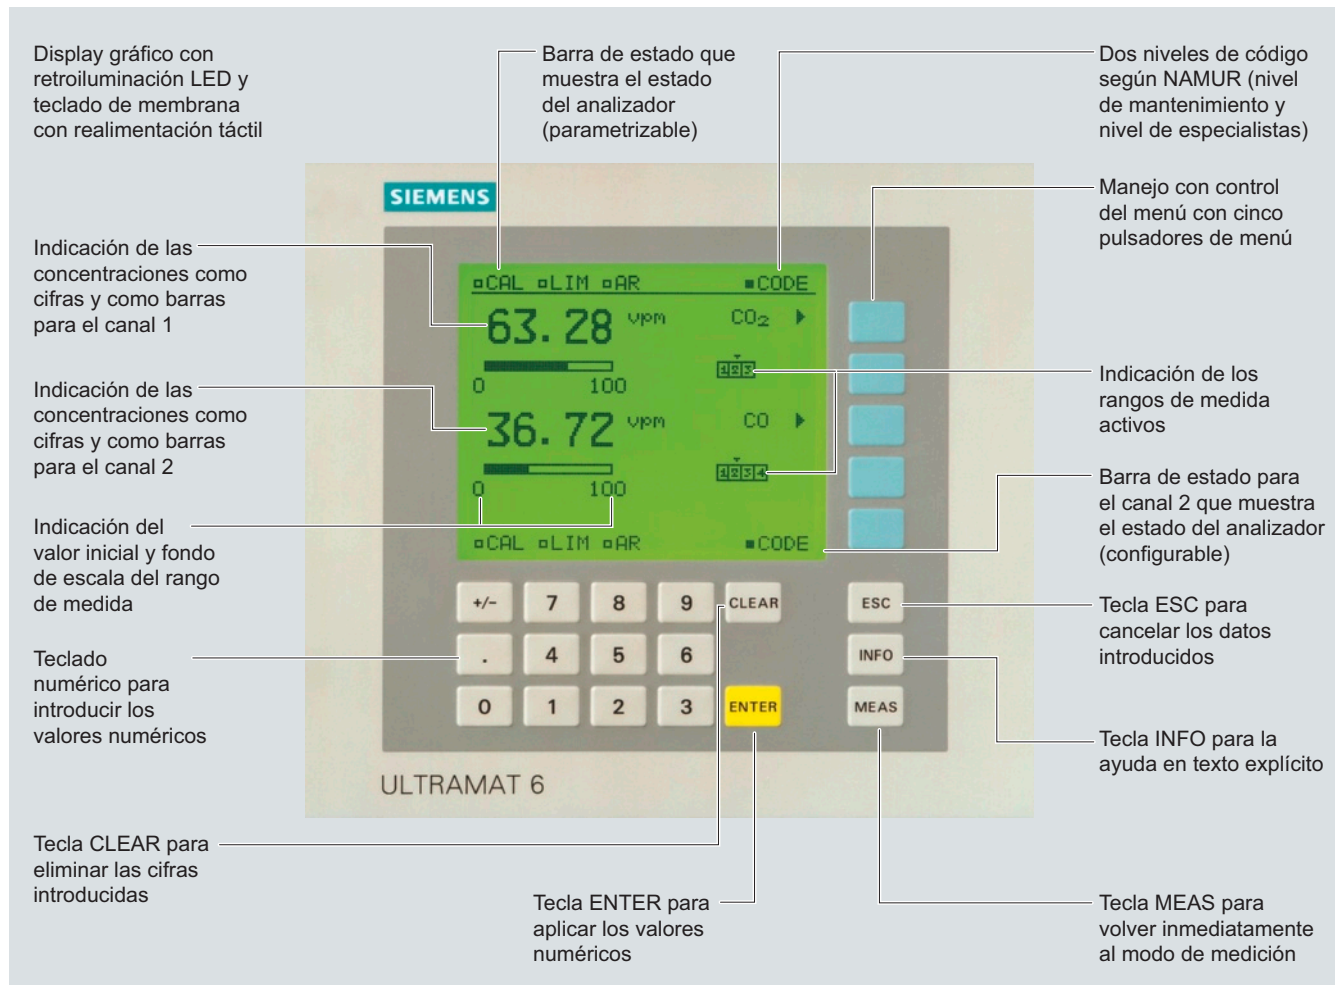 Display gráfico con
retroiluminación LED y
teclado de membrana
con realimentación táctil
Barra de estado que
muestra el estado
del analizador
(parametrizable)
Dos niveles de código
según NAMUR (nivel
de mantenimiento y
nivel de especialistas)
Manejo con control
del menú con cinco
pulsadores de menú
Indicación de las
concentraciones como
cifras y como barras
para el canal 1
Indicación de las
concentraciones como
cifras y como barras
para el canal 2
Indicación del
valor inicial y fondo
de escala del rango
de medida
Teclado
numérico para
introducir los
valores numéricos
Tecla CLEAR para
eliminar las cifras
introducidas
SIEMENS
CAL LIM AR CODE
63.28 vpm CO2
1 2 3
0 100
36.72 vpm CO
1 2 3 4
0 100
CAL LIM AR CODE
+/- 7 8 9 CLEAR ESC
. 4 5 6 INFO
0 1 2 3 ENTER MEAS
ULTRAMAT 6
Indicación de los
rangos de medida
activos
Barra de estado para
el canal 2 que muestra
el estado del analizador
(configurable)
Tecla ESC para
cancelar los datos
introducidos
Tecla INFO para la
ayuda en texto explícito
Tecla ENTER para
aplicar los valores
numéricos
Tecla MEAS para
volver inmediatamente
al modo de medición